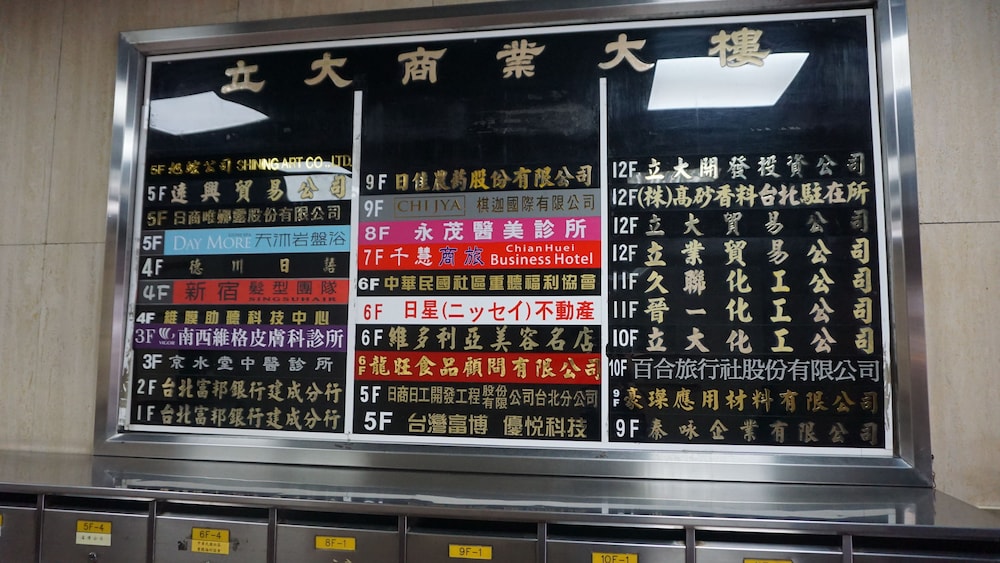 立大商業大樓
5F 旭蛟公司 SHINING ART CO.,LTD
5F 達興貿易公司
5F 日商唯娜露股份有限公司
5F DAY MORE 天沐岩盤浴
4F 德川日語
4F 新宿髮型團隊 SINGSUHAIR
4F 維膜助聽科技中心
3F VIGOR 南西維格皮膚科診所
3F 京水堂中醫診所
2F 台北富邦銀行建成分行
1F 台北富邦銀行建成分行
9F 日佳農葯股份有限公司
9F CHI JYA 棋迦國際有限公司
8F 永茂醫美診所
7F 千慧商旅 ChianHuei Business Hotel
6F 中華民國社區重聽福利協會
6F 日星(ニッセイ)不動產
6F 維多利亞美容名店
6F 龍旺食品顧問有限公司
5F 日商日工開發工程股份有限公司台北分公司
5F 台灣富博 優悅科技
12F 立大開發投資公司
12F (株)高砂香料台北駐在所
12F 立大貿易公司
12F 立業貿易公司
11F 久聯化工公司
11F 晉一化工公司
10F 立大化工公司
10F 百合旅行社股份有限公司
9F 豪璨應用材料有限公司
9F 泰咏企業有限公司
5F-4
6F-4
8F-1
9F-1
10F-1